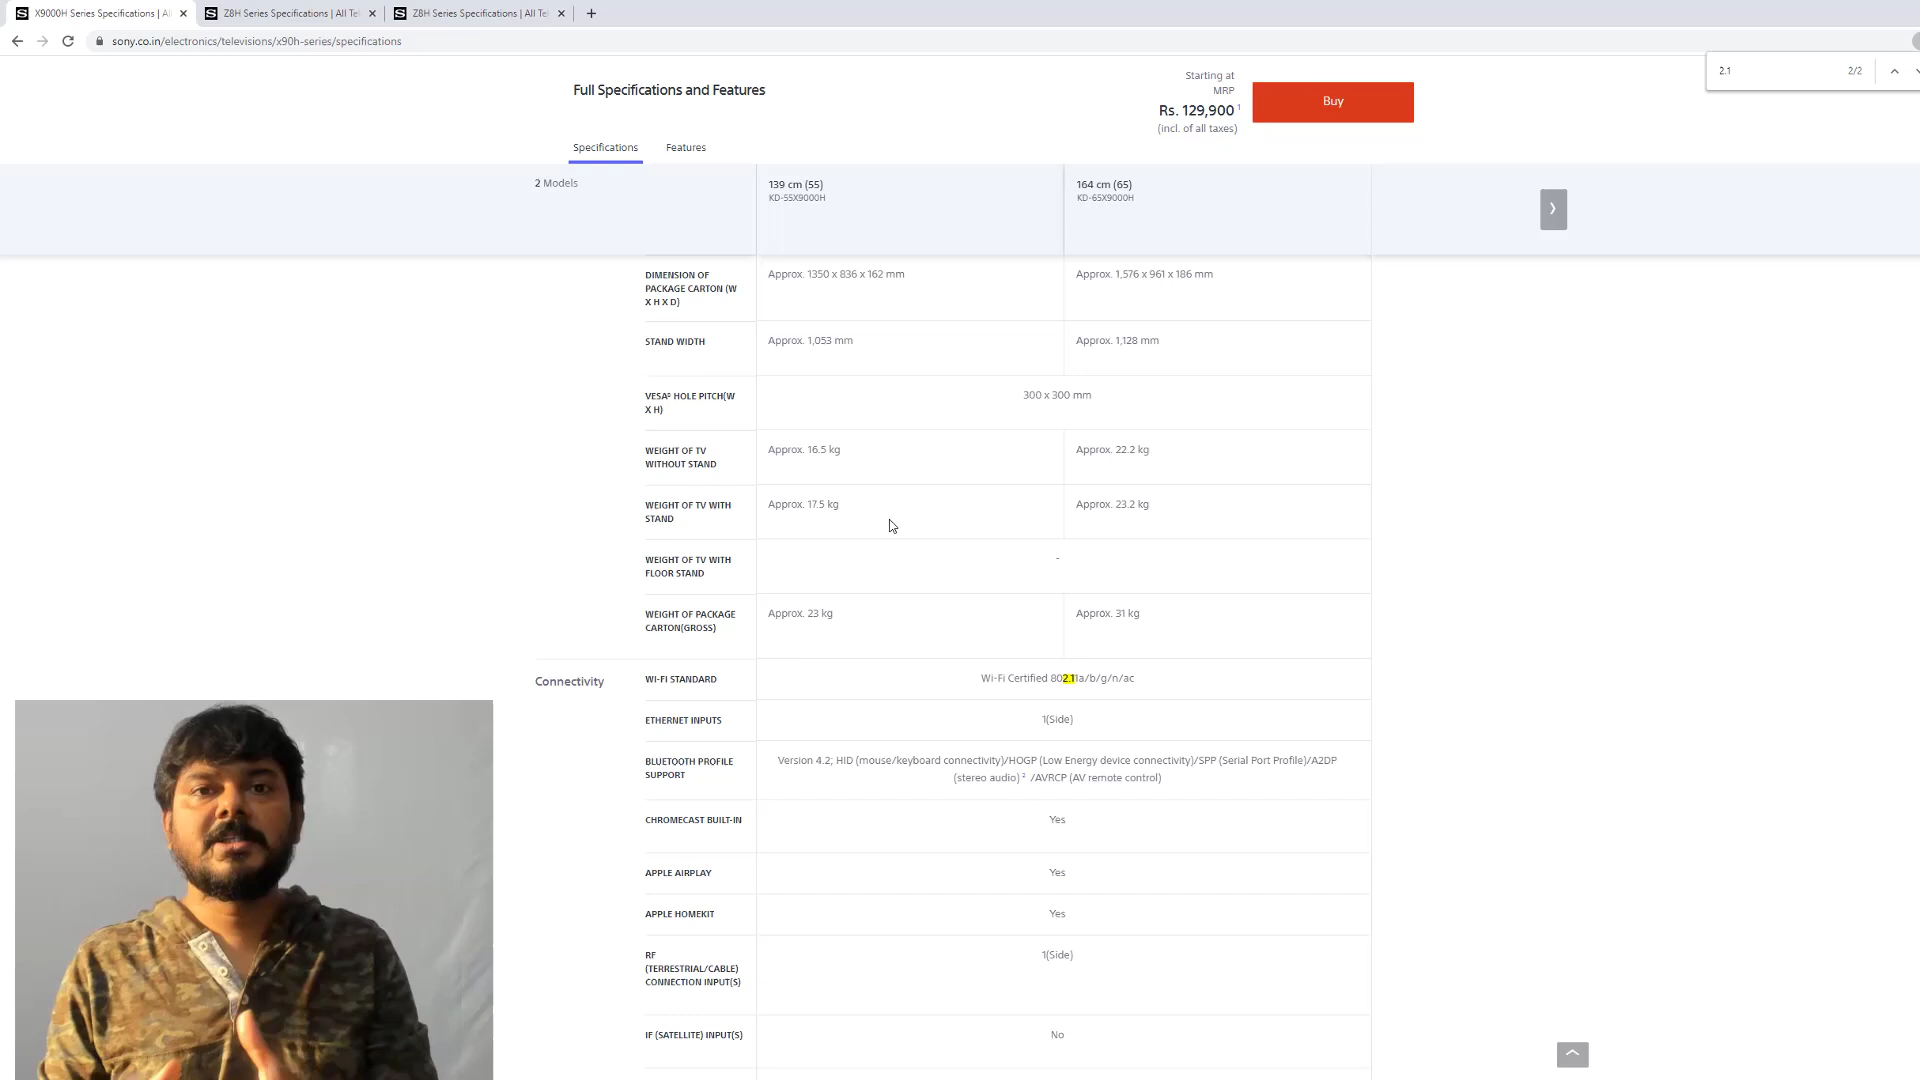 X9000H Series Specifications | Al
Z8H Series Specifications | All Te
Z8H Series Specifications | All Te
sony.co.in/electronics/televisions/x90h-series/specifications
2.1
2/2
Full Specifications and Features
Starting at
MRP
Rs. 129,900 1
(incl. of all taxes)
Buy
Specifications
Features
2 Models
139 cm (55)
KD-55X9000H
164 cm (65)
KD-65X9000H
DIMENSION OF
PACKAGE CARTON (W
X H X D)
Approx. 1350 x 836 x 162 mm
Approx. 1,576 x 961 x 186 mm
STAND WIDTH
Approx. 1,053 mm
Approx. 1,128 mm
VESA® HOLE PITCH(W
X H)
300 x 300 mm
WEIGHT OF TV
WITHOUT STAND
Approx. 16.5 kg
Approx. 22.2 kg
WEIGHT OF TV WITH
STAND
Approx. 17.5 kg
Approx. 23.2 kg
WEIGHT OF TV WITH
FLOOR STAND
-
WEIGHT OF PACKAGE
CARTON(GROSS)
Approx. 23 kg
Approx. 31 kg
Connectivity
WI-FI STANDARD
Wi-Fi Certified 802.11a/b/g/n/ac
ETHERNET INPUTS
1(Side)
BLUETOOTH PROFILE
SUPPORT
Version 4.2; HID (mouse/keyboard connectivity)/HOGP (Low Energy device connectivity)/SPP (Serial Port Profile)/A2DP
(stereo audio) 2 /AVRCP (AV remote control)
CHROMECAST BUILT-IN
Yes
APPLE AIRPLAY
Yes
APPLE HOMEKIT
Yes
RF
(TERRESTRIAL/CABLE)
CONNECTION INPUT(S)
1(Side)
IF (SATELLITE) INPUT(S)
No